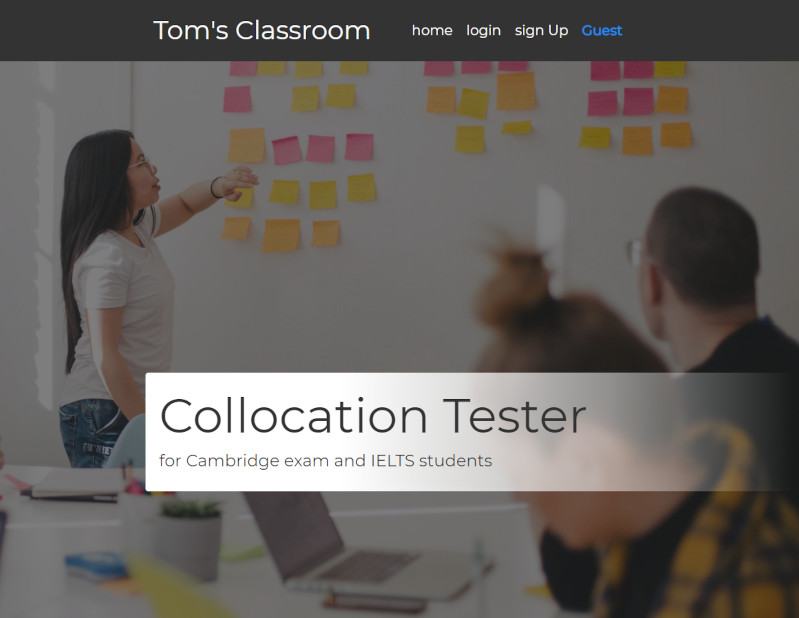 Tom's Classroom
home login sign Up Guest
Collocation Tester
for Cambridge exam and IELTS students